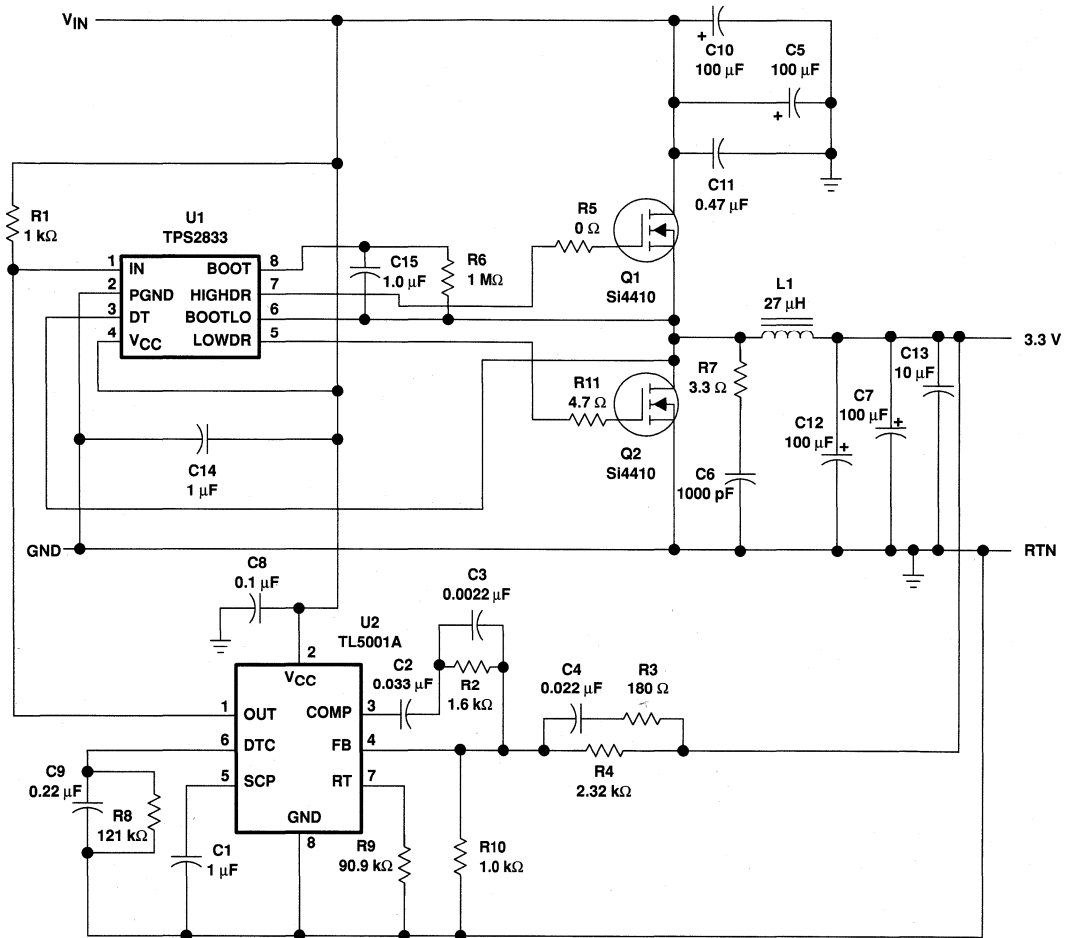 VIN
C10
100 µF
C5
100 µF
+
+
C11
0.47 µF
R1
1 kΩ
U1
TPS2833
1 IN BOOT 8
2 PGND HIGHDR 7
3 DT BOOTLO 6
4 VCC LOWDR 5
C15
1.0 µF
R6
1 MΩ
R5
0 Ω
Q1
Si4410
L1
27 µH
3.3 V
R7
3.3 Ω
C13
10 µF
C7
100 µF
+
C12
100 µF
+
R11
4.7 Ω
Q2
Si4410
C6
1000 pF
C14
1 µF
GND
RTN
C8
0.1 µF
C3
0.0022 µF
U2
TL5001A
2
VCC
C2
0.033 µF
R2
1.6 kΩ
C4
0.022 µF
R3
180 Ω
R4
2.32 kΩ
1 OUT COMP 3
6 DTC FB 4
5 SCP RT 7
GND
8
C9
0.22 µF
R8
121 kΩ
C1
1 µF
R9
90.9 kΩ
R10
1.0 kΩ